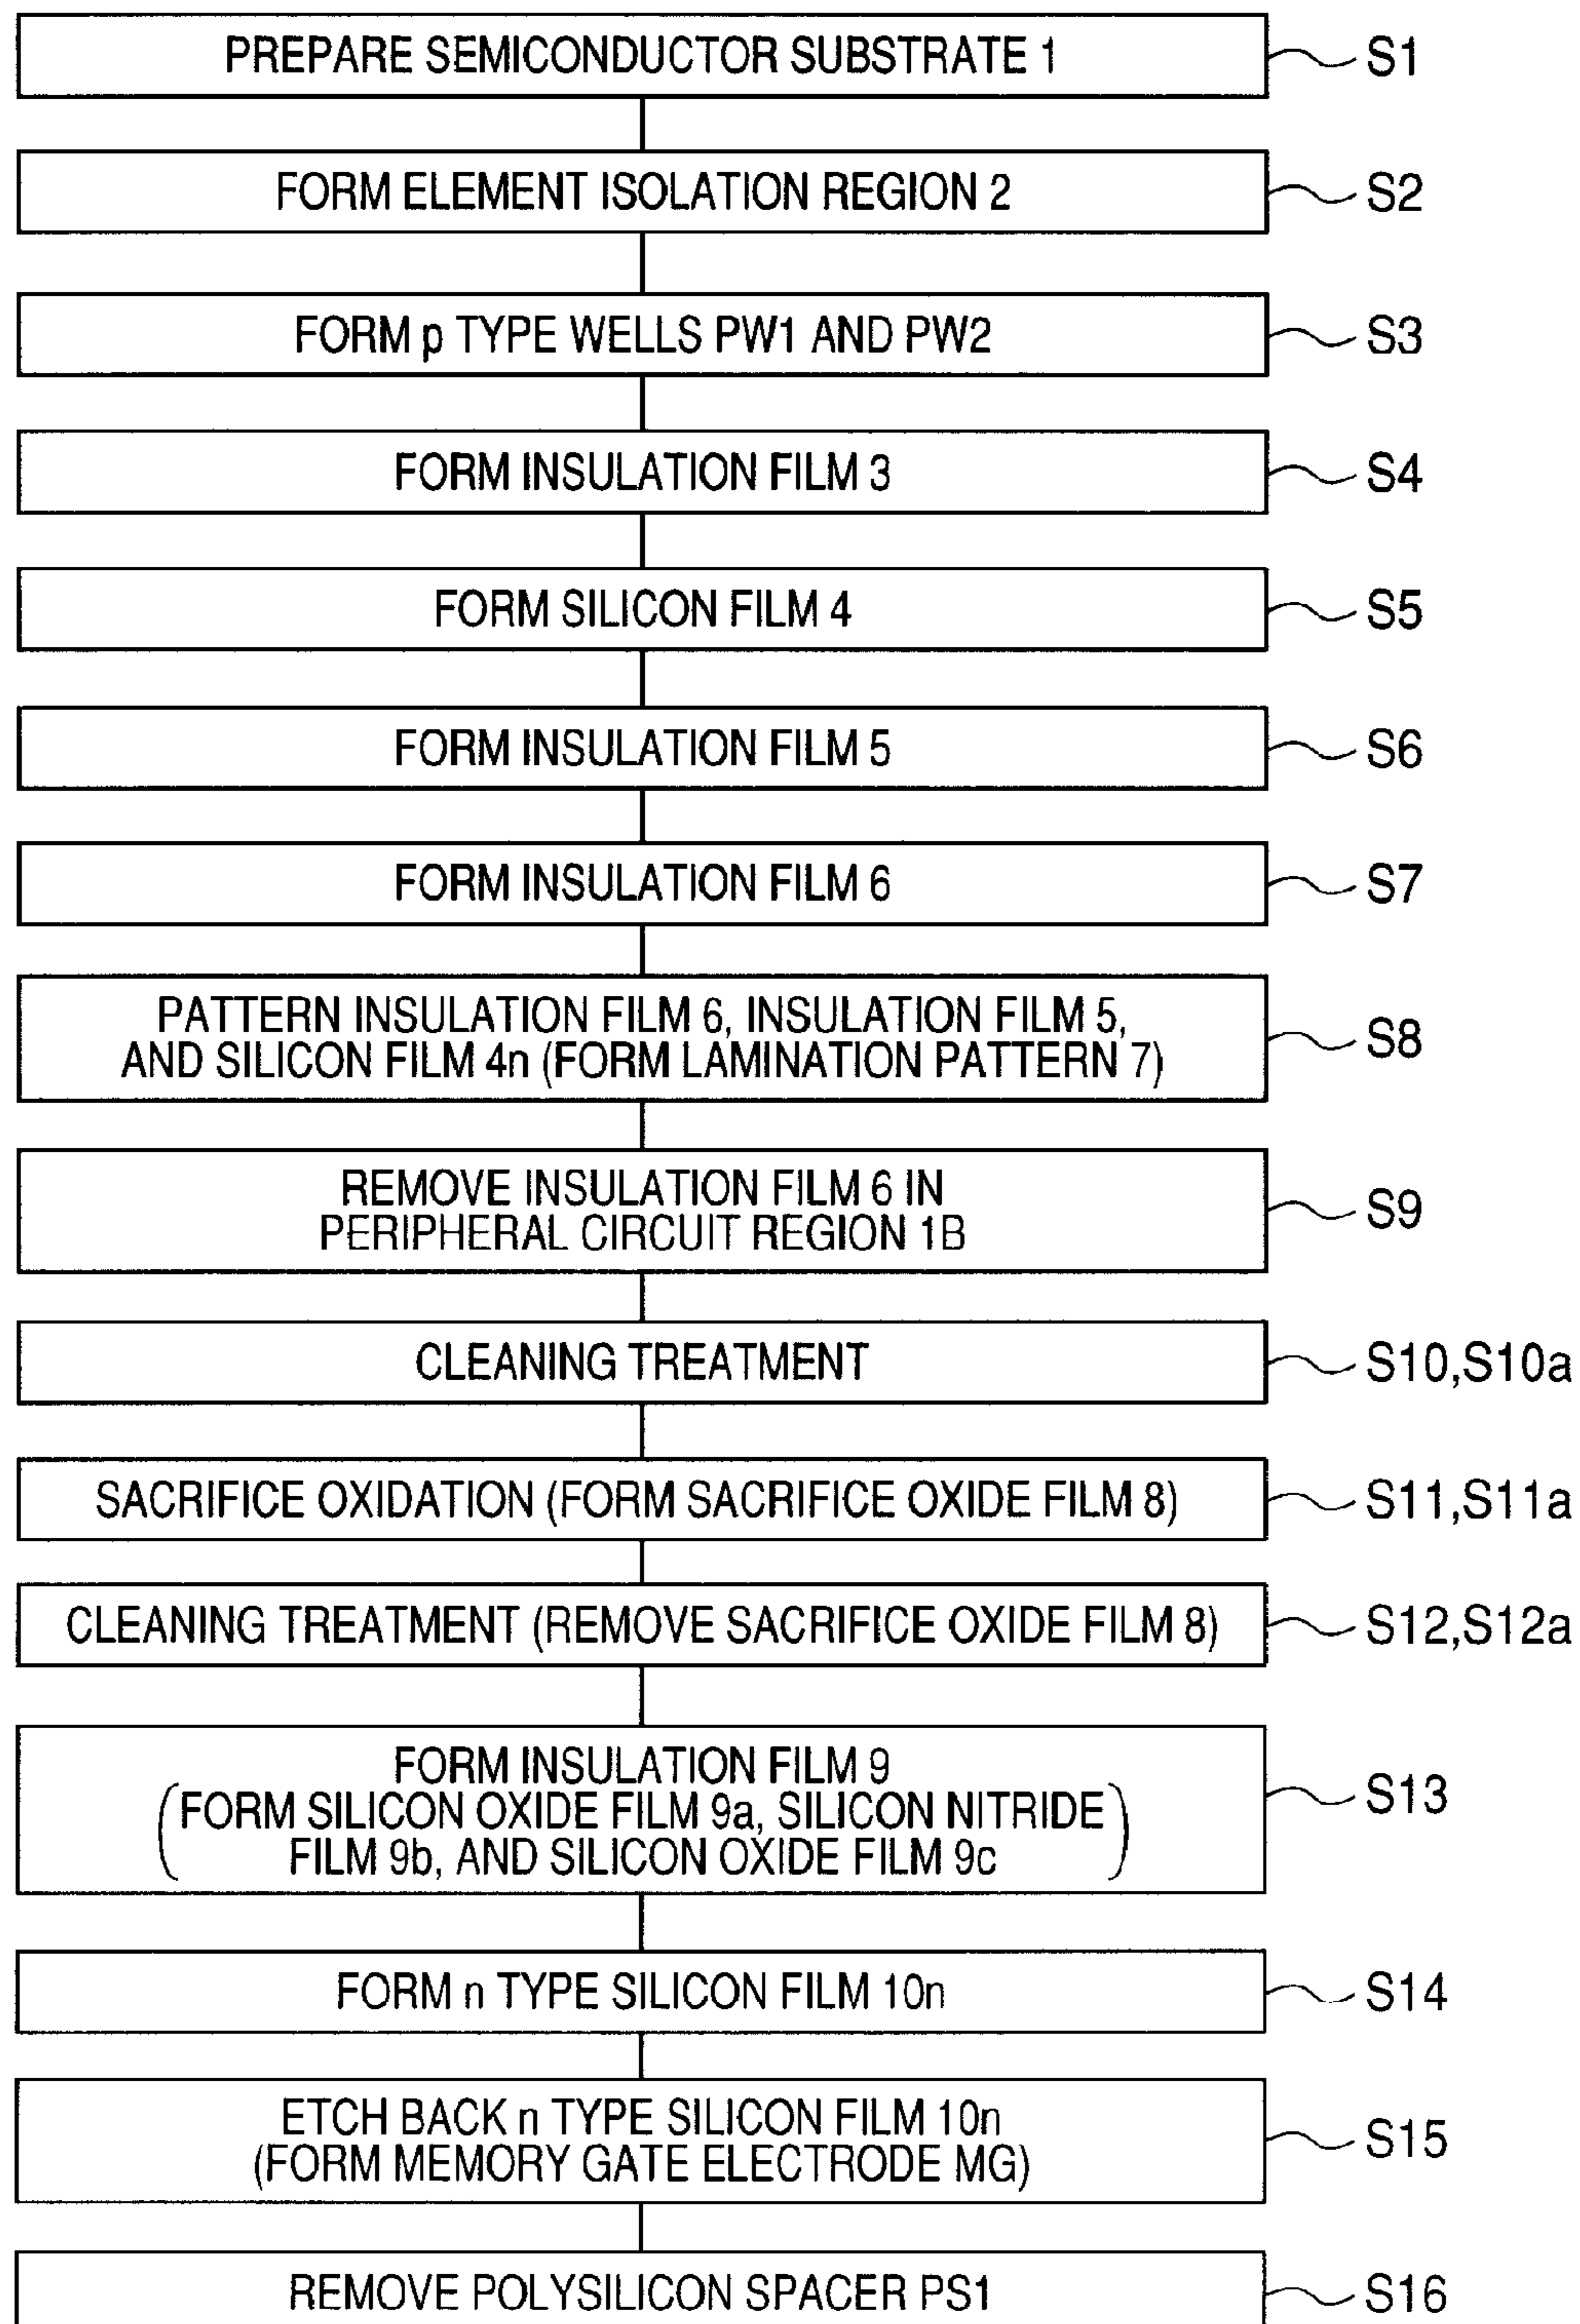 PREPARE SEMICONDUCTOR SUBSTRATE 1
S1
FORM ELEMENT ISOLATION REGION 2
S2
FORM p TYPE WELLS PW1 AND PW2
S3
FORM INSULATION FILM 3
S4
FORM SILICON FILM 4
S5
FORM INSULATION FILM 5
S6
FORM INSULATION FILM 6
S7
PATTERN INSULATION FILM 6, INSULATION FILM 5,
AND SILICON FILM 4n (FORM LAMINATION PATTERN 7)
S8
REMOVE INSULATION FILM 6 IN
PERIPHERAL CIRCUIT REGION 1B
S9
CLEANING TREATMENT
S10,S10a
SACRIFICE OXIDATION (FORM SACRIFICE OXIDE FILM 8)
S11,S11a
CLEANING TREATMENT (REMOVE SACRIFICE OXIDE FILM 8)
S12,S12a
FORM INSULATION FILM 9
(FORM SILICON OXIDE FILM 9a, SILICON NITRIDE
FILM 9b, AND SILICON OXIDE FILM 9c)
S13
FORM n TYPE SILICON FILM 10n
S14
ETCH BACK n TYPE SILICON FILM 10n
(FORM MEMORY GATE ELECTRODE MG)
S15
REMOVE POLYSILICON SPACER PS1
S16